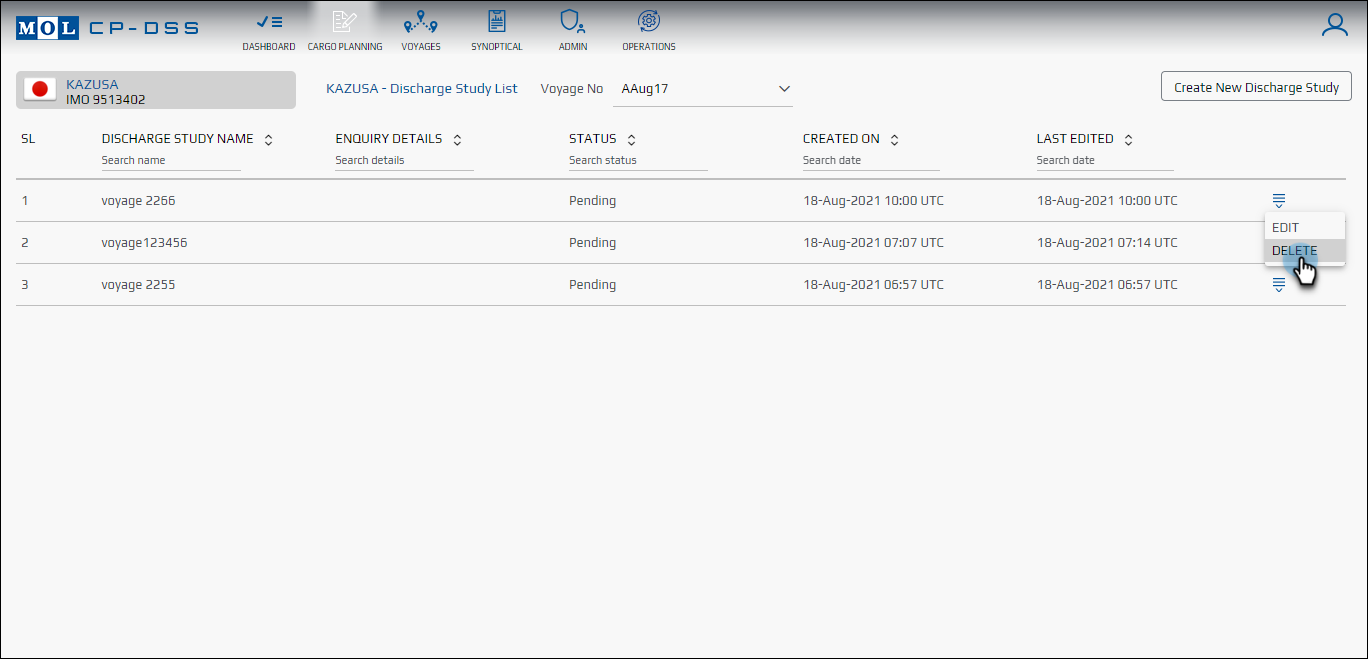 MOL CP-DSS
DASHBOARD CARGO PLANNING VOYAGES SYNOPTICAL ADMIN OPERATIONS
KAZUSA
IMO 9513402
KAZUSA - Discharge Study List Voyage No AAug17 Create New Discharge Study
SL DISCHARGE STUDY NAME ENQUIRY DETAILS STATUS CREATED ON LAST EDITED
Search name Search details Search status Search date Search date
1 voyage 2266 Pending 18-Aug-2021 10:00 UTC 18-Aug-2021 10:00 UTC
EDIT
2 voyage123456 Pending 18-Aug-2021 07:07 UTC 18-Aug-2021 07:14 UTC
DELETE
3 voyage 2255 Pending 18-Aug-2021 06:57 UTC 18-Aug-2021 06:57 UTC